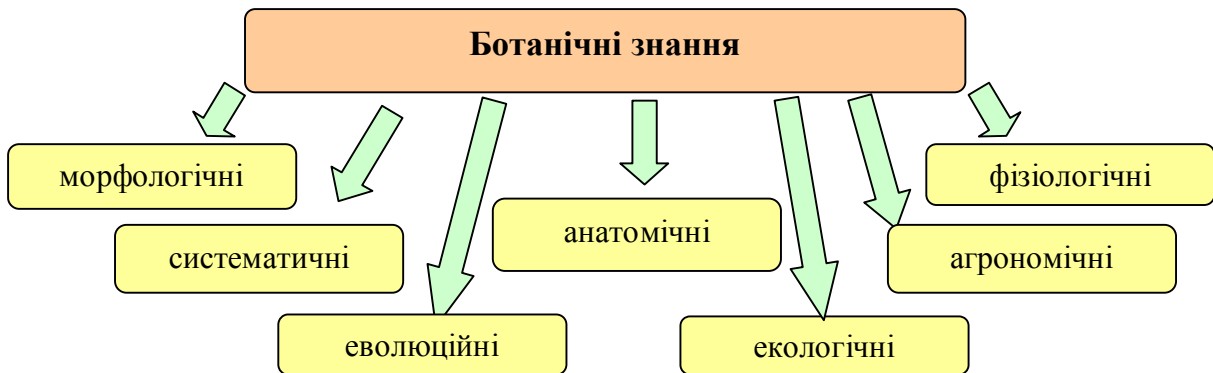 Ботанічні знання
морфологічні
фізіологічні
систематичні
анатомічні
агрономічні
еволюційні
екологічні